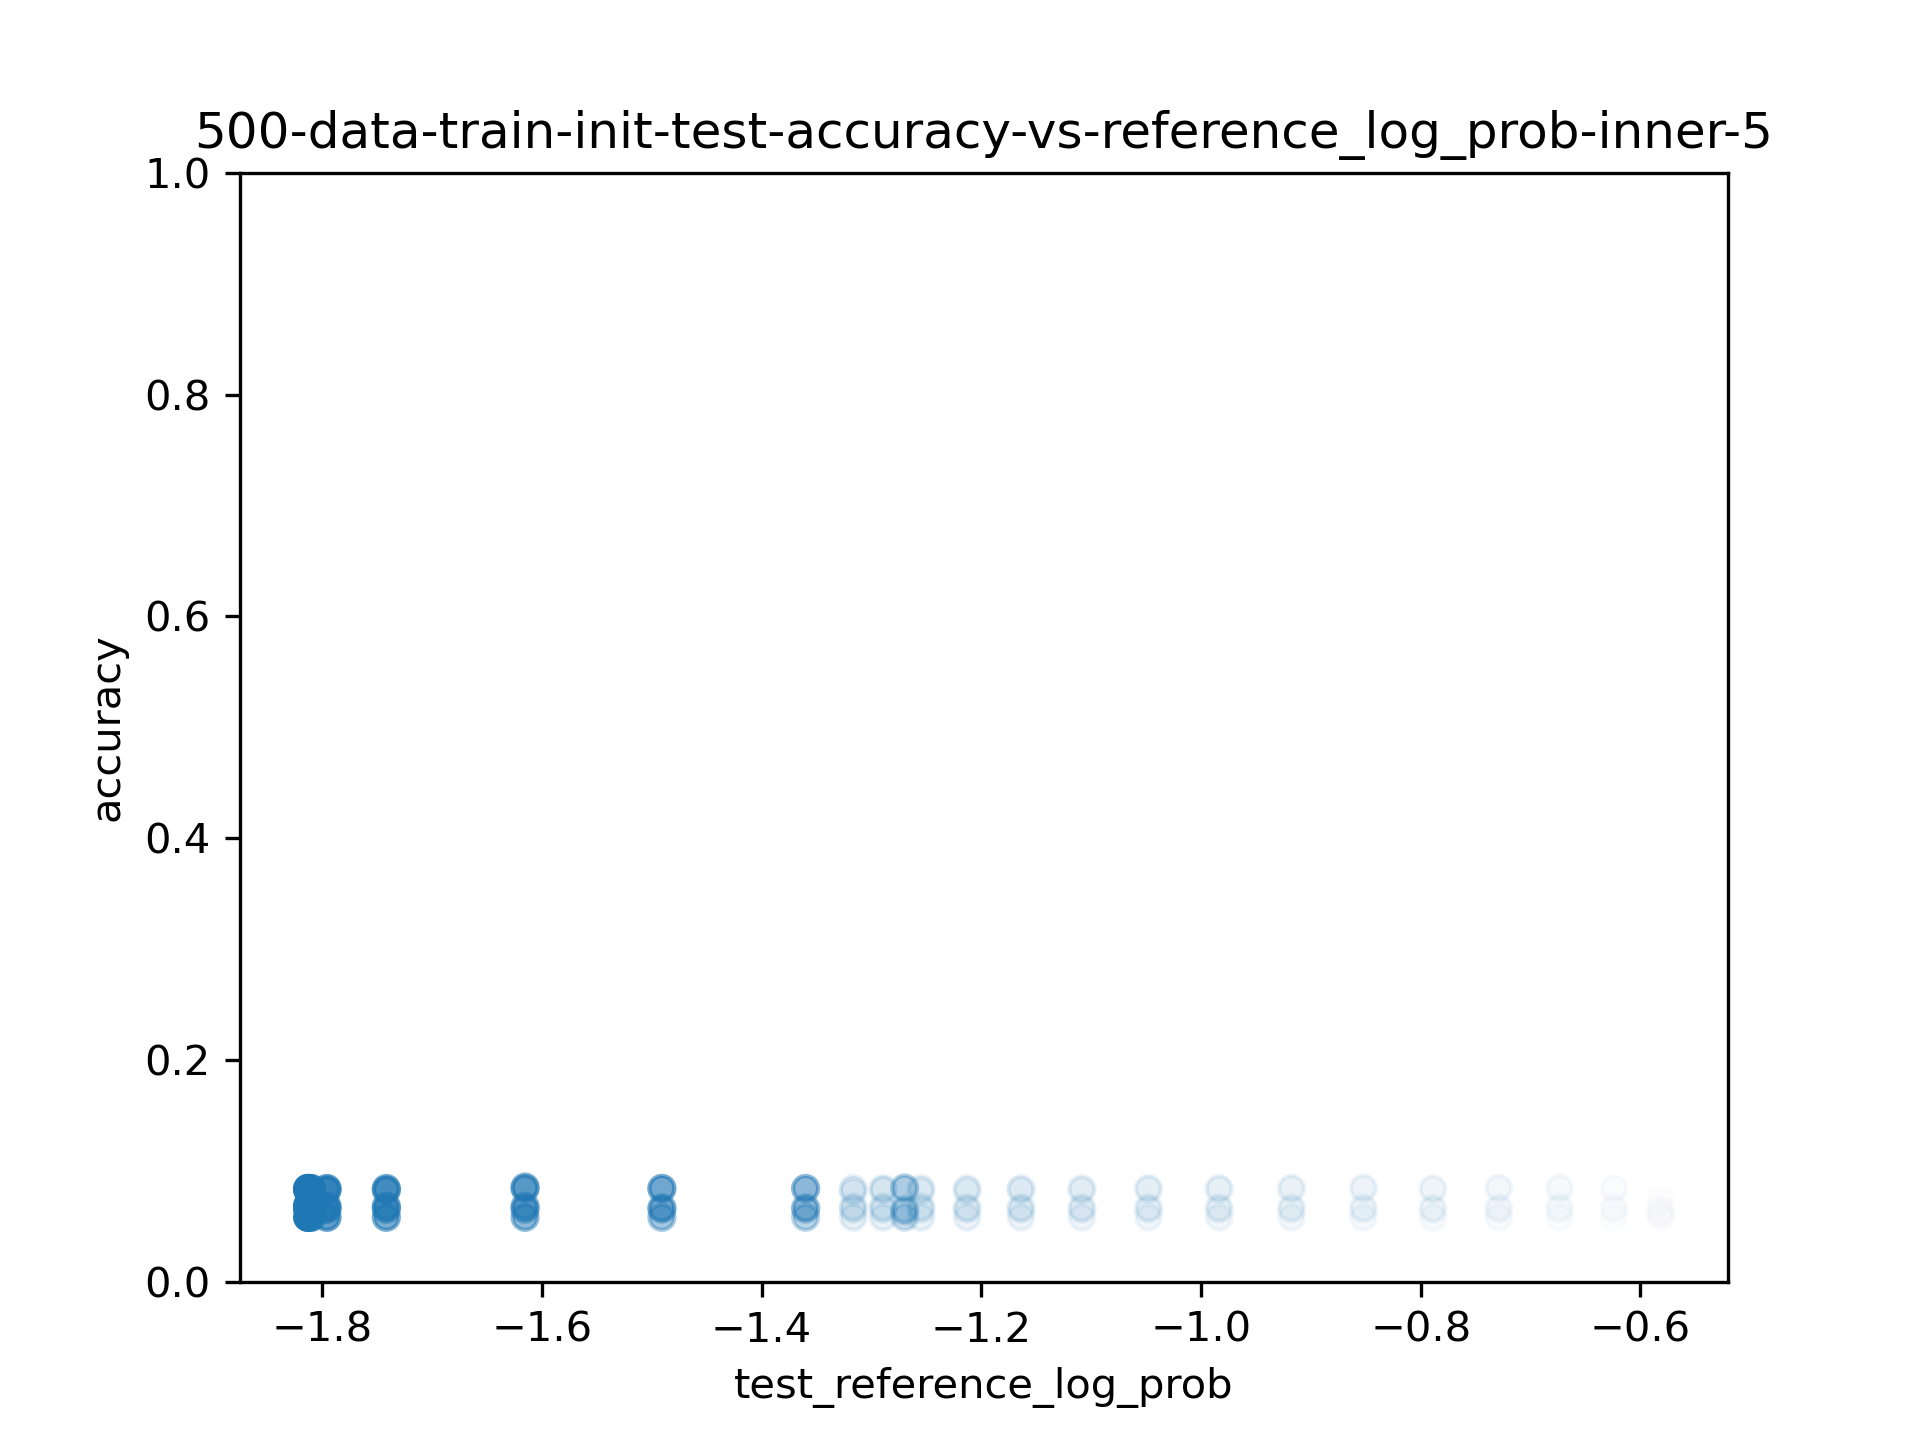 500-data-train-init-test-accuracy-vs-reference_log_prob-inner-5
1.0
0.8
0.6
0.4
0.2
0.0
accuracy
−1.8 −1.6 −1.4 −1.2 −1.0 −0.8 −0.6
test_reference_log_prob